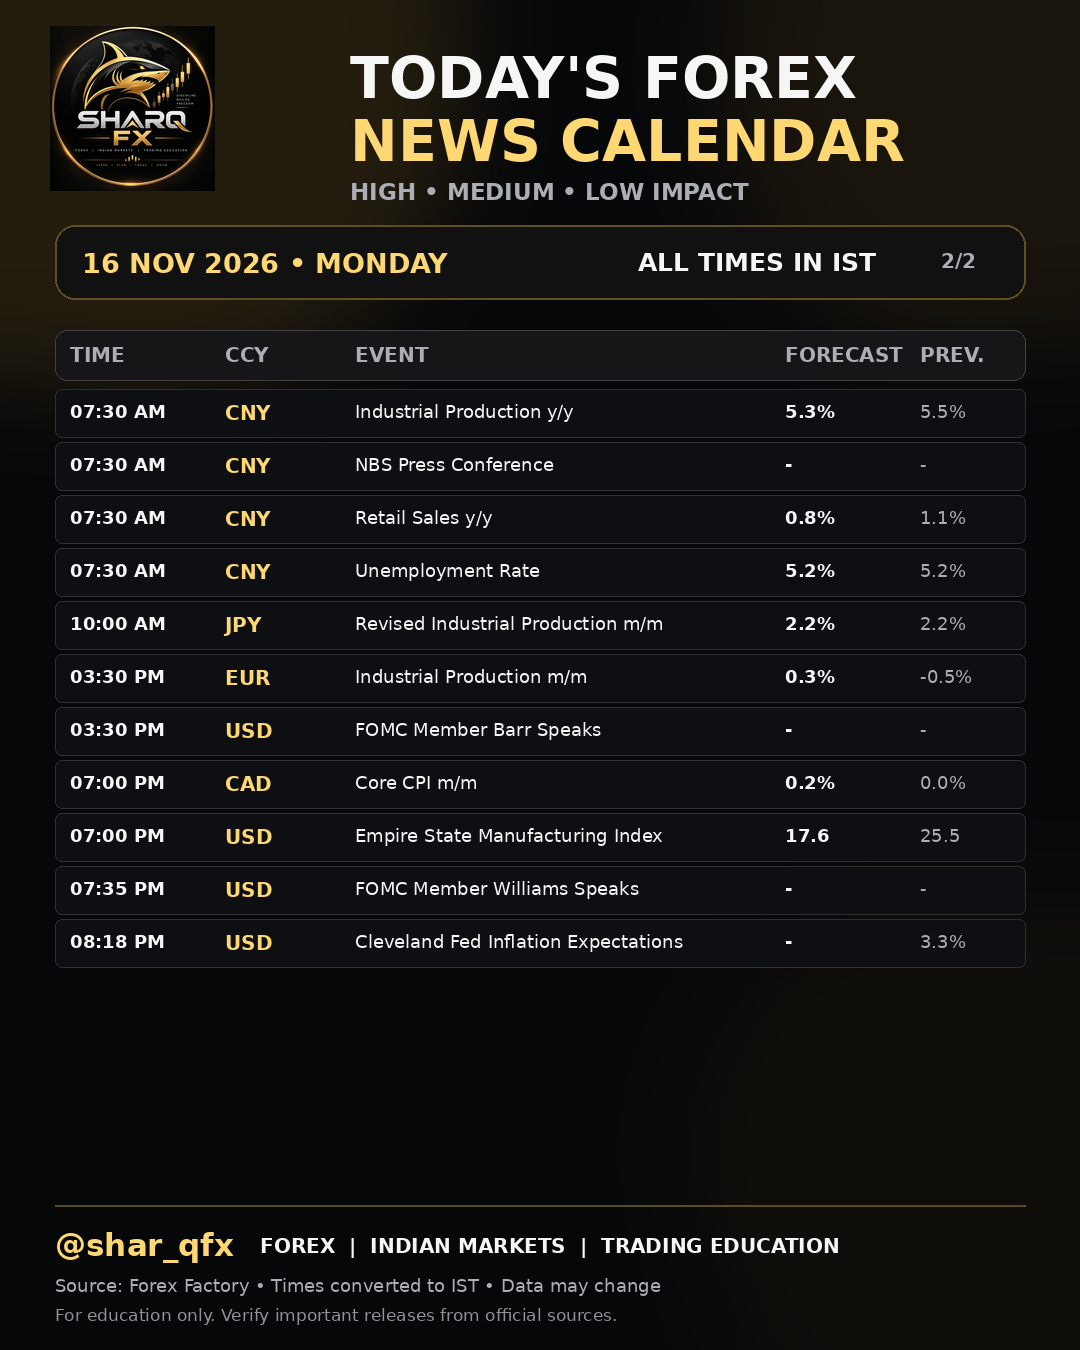 SHARQ
FX
FOREX | INDIAN MARKETS | TRADING EDUCATION
TODAY'S FOREX
NEWS CALENDAR
HIGH • MEDIUM • LOW IMPACT
16 NOV 2026 • MONDAY ALL TIMES IN IST 2/2
TIME CCY EVENT FORECAST PREV.
07:30 AM CNY Industrial Production y/y 5.3% 5.5%
07:30 AM CNY NBS Press Conference - -
07:30 AM CNY Retail Sales y/y 0.8% 1.1%
07:30 AM CNY Unemployment Rate 5.2% 5.2%
10:00 AM JPY Revised Industrial Production m/m 2.2% 2.2%
03:30 PM EUR Industrial Production m/m 0.3% -0.5%
03:30 PM USD FOMC Member Barr Speaks - -
07:00 PM CAD Core CPI m/m 0.2% 0.0%
07:00 PM USD Empire State Manufacturing Index 17.6 25.5
07:35 PM USD FOMC Member Williams Speaks - -
08:18 PM USD Cleveland Fed Inflation Expectations - 3.3%
@shar_qfx FOREX | INDIAN MARKETS | TRADING EDUCATION
Source: Forex Factory • Times converted to IST • Data may change
For education only. Verify important releases from official sources.